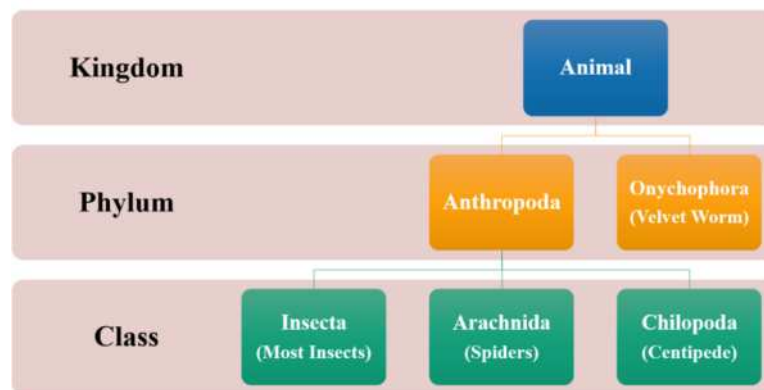 Kingdom
Animal
Phylum
Anthropoda
Onychophora
(Velvet Worm)
Class
Insecta
(Most Insects)
Arachnida
(Spiders)
Chilopoda
(Centipede)